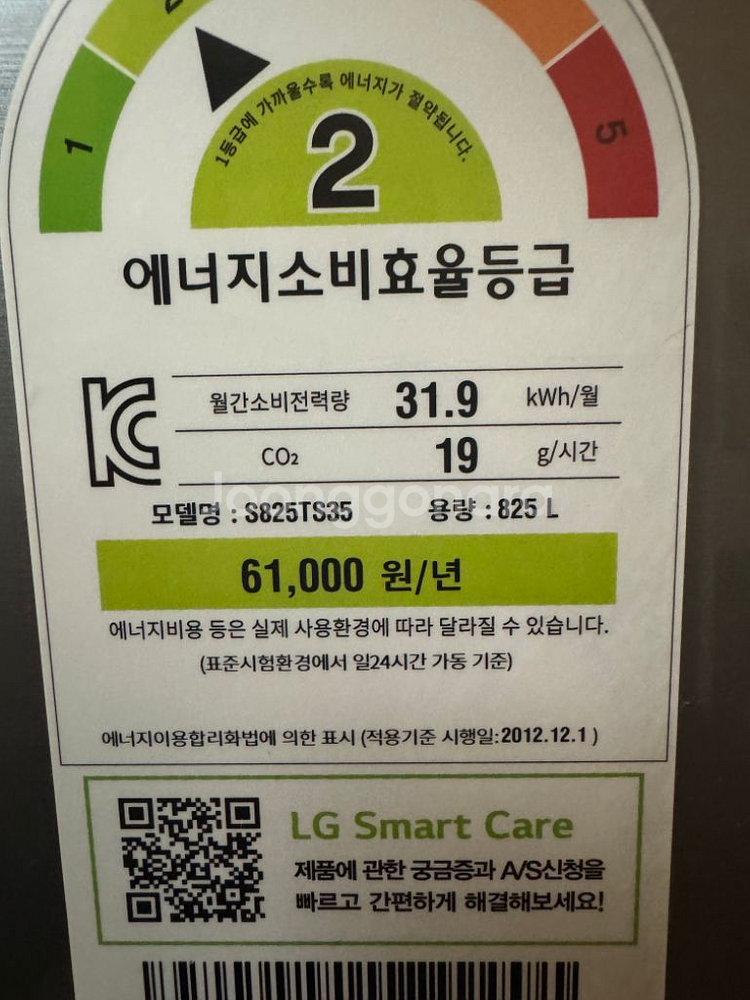 2
1
5
1등급에 가까울수록 에너지가 절약됩니다.
2
에너지소비효율등급
월간소비전력량 31.9 kWh/월
CO₂ 19 g/시간
joonggonara
모델명 : S825TS35 용량 : 825 L
61,000 원/년
에너지비용 등은 실제 사용환경에 따라 달라질 수 있습니다.
(표준시험환경에서 일24시간 가동 기준)
에너지이용합리화법에 의한 표시 (적용기준 시행일:2012.12.1 )
LG Smart Care
제품에 관한 궁금증과 A/S신청을
빠르고 간편하게 해결해보세요!